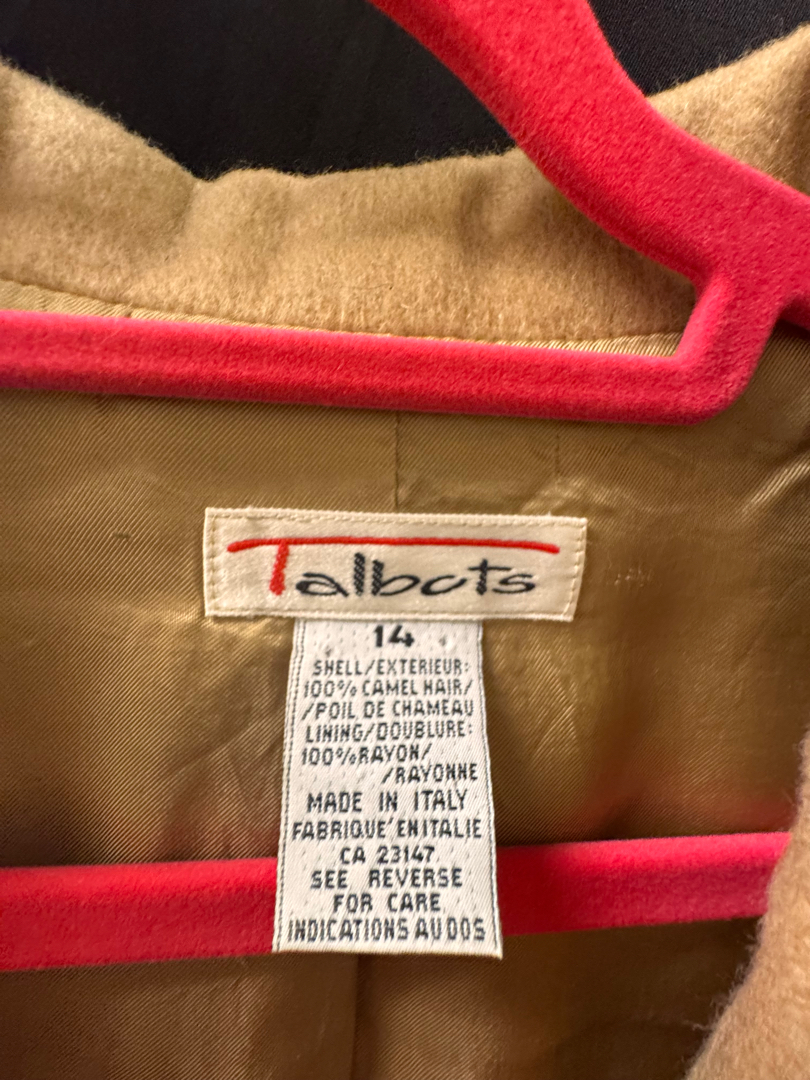 Talbots
14
SHELL/EXTERIEUR:
100% CAMEL HAIR/
/POIL DE CHAMEAU
LINING/DOUBLURE:
100%RAYON/
/RAYONNE
MADE IN ITALY
FABRIQUE' EN ITALIE
CA 23147
SEE REVERSE
FOR CARE
INDICATIONS AU DOS